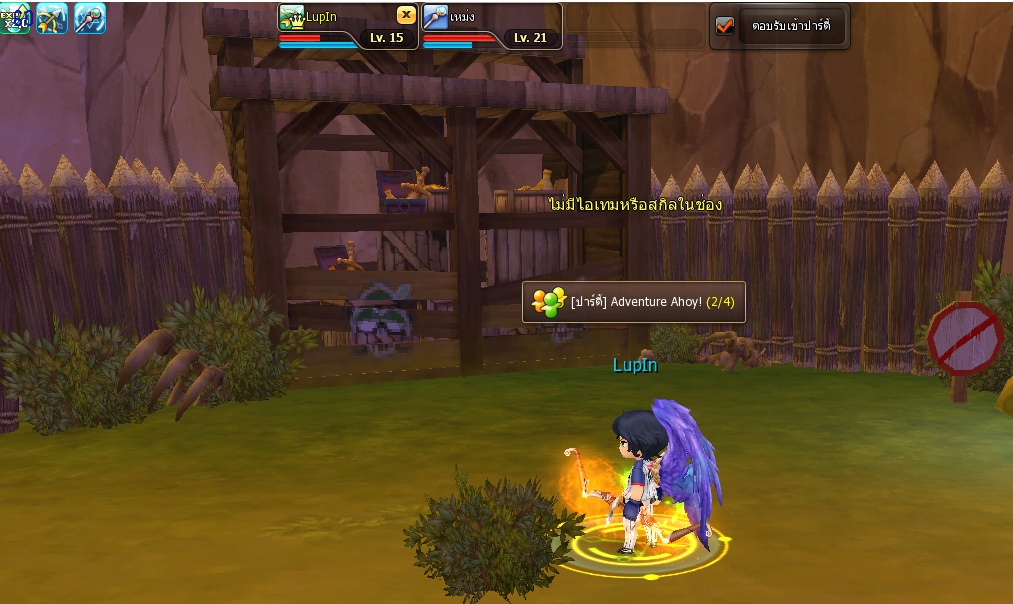 LupIn
Lv. 15
เหม่ง
Lv. 21
ตอบรับเข้าปาร์ตี้
ไม่มีไอเทมหรือสกิลในช่อง
[ปาร์ตี้] Adventure Ahoy! (2/4)
LupIn